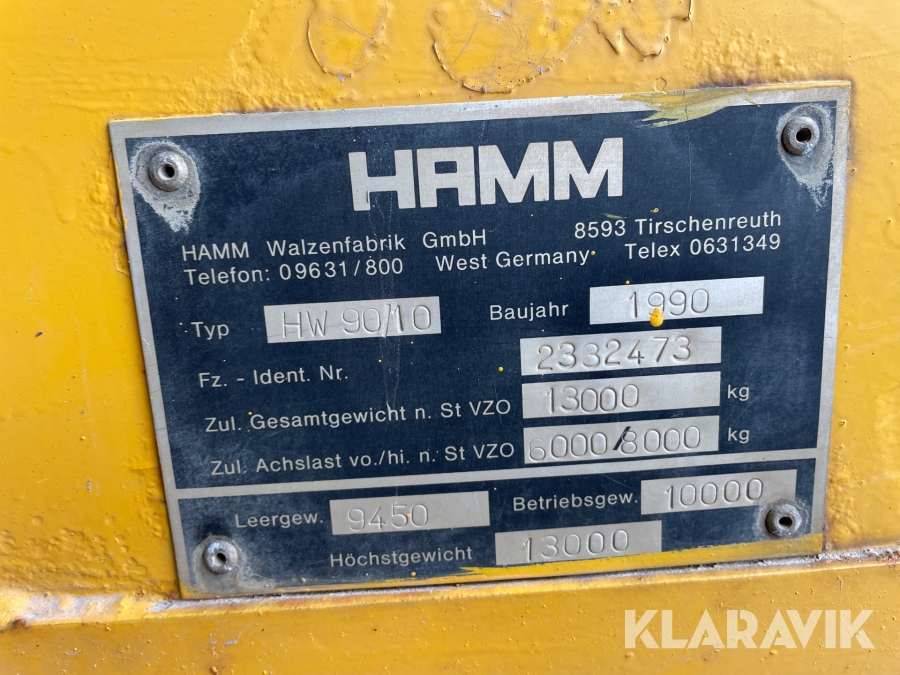 HAMM
HAMM Walzenfabrik GmbH 8593 Tirschenreuth
Telefon: 09631/800 West Germany Telex 0631349
Typ HW 90/10 Baujahr 1990
Fz. - Ident. Nr. 2332473
Zul. Gesamtgewicht n. St VZO 13000 kg
Zul. Achslast vo./hi. n. St VZO 6000/8000 kg
Leergew. 9450 Betriebsgew. 10000
Höchstgewicht 13000
KLARAVIK